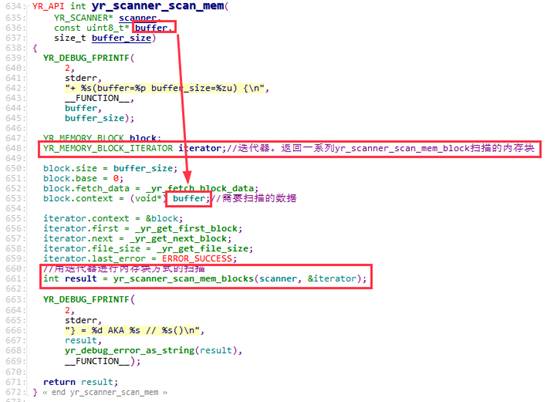 634: YR_API int yr_scanner_scan_mem(
635: YR_SCANNER* scanner,
636: const uint8_t* buffer,
637: size_t buffer_size)
638: {
639: YR_DEBUG_FPRINTF(
640: 2,
641: stderr,
642: "+ %s(buffer=%p buffer_size=%zu) {\n",
643: __FUNCTION__,
644: buffer,
645: buffer_size);
646:
647: YR_MEMORY_BLOCK block;
648: YR_MEMORY_BLOCK_ITERATOR iterator;//迭代器。返回一系列yr_scanner_scan_mem_block扫描的内存块
649:
650: block.size = buffer_size;
651: block.base = 0;
652: block.fetch_data = _yr_fetch_block_data;
653: block.context = (void*) buffer;//需要扫描的数据
655: iterator.context = &block;
656: iterator.first = _yr_get_first_block;
657: iterator.next = _yr_get_next_block;
658: iterator.file_size = _yr_get_file_size;
659: iterator.last_error = ERROR_SUCCESS;
660: //用迭代器进行内存块方式的扫描
661: int result = yr_scanner_scan_mem_blocks(scanner, &iterator);
663: YR_DEBUG_FPRINTF(
664: 2,
665: stderr,
666: "} = %d AKA %s // %s()\n",
667: result,
668: yr_debug_error_as_string(result),
669: __FUNCTION__);
670:
671: return result;
672: } « end yr_scanner_scan_mem »